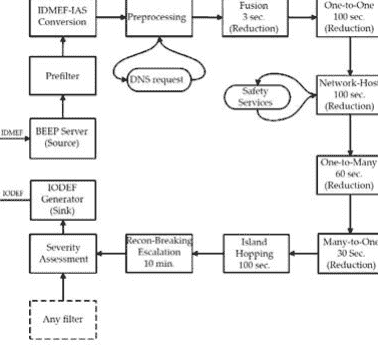 IDMEF-IAS
Conversion
Preprocessing
Fusion
3 sec.
(Reduction)
One-to-One
100 sec.
(Reduction)
DNS request
Prefilter
Safety
Services
Network-Host
100 sec.
(Reduction)
IDMEF
BEEP Server
(Source)
One-to-Many
60 sec.
(Reduction)
IODEF
IODEF
Generator
(Sink)
Severity
Assessment
Recon-Breaking
Escalation
10 min.
Island
Hopping
100 sec.
Many-to-One
30 Sec.
(Reduction)
Any filter